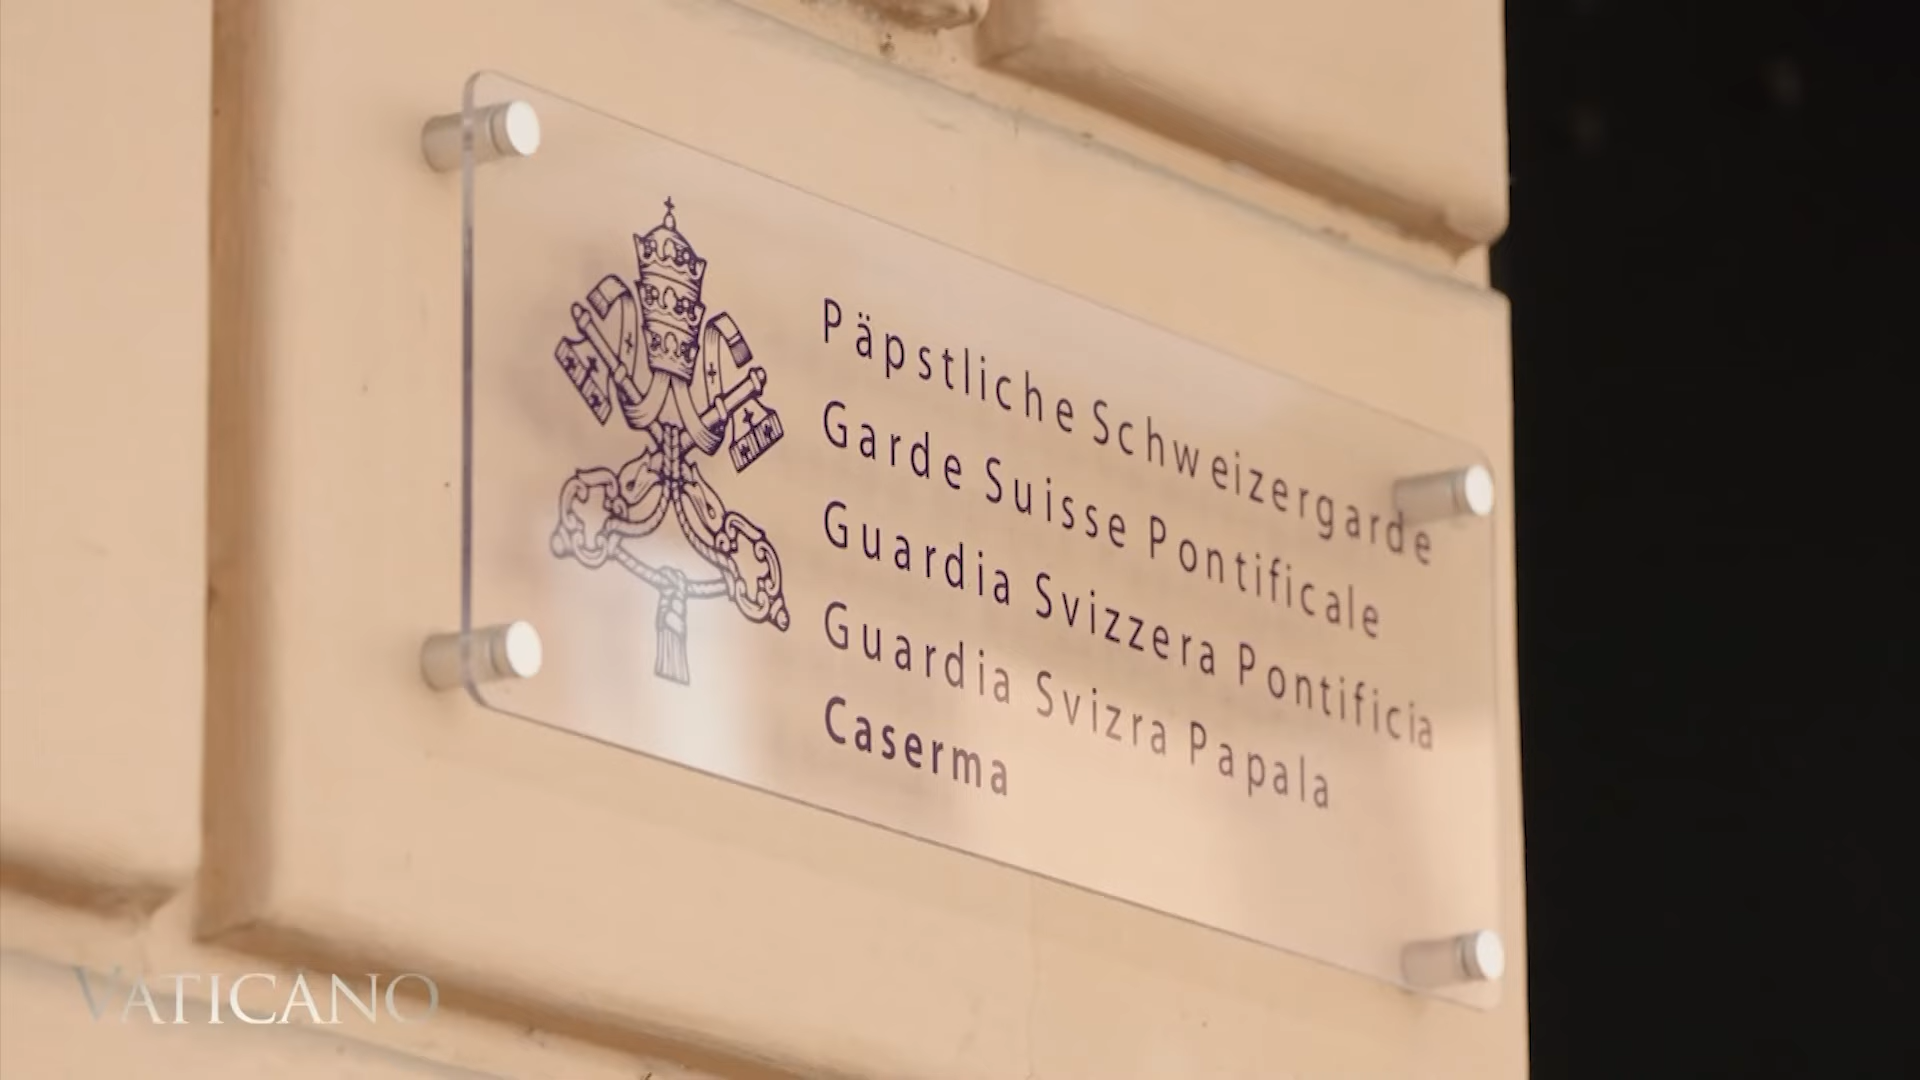 Päpstliche Schweizergarde
Garde Suisse Pontificale
Guardia Svizzera Pontificia
Guardia Svizra Papala
Caserma
VATICANO